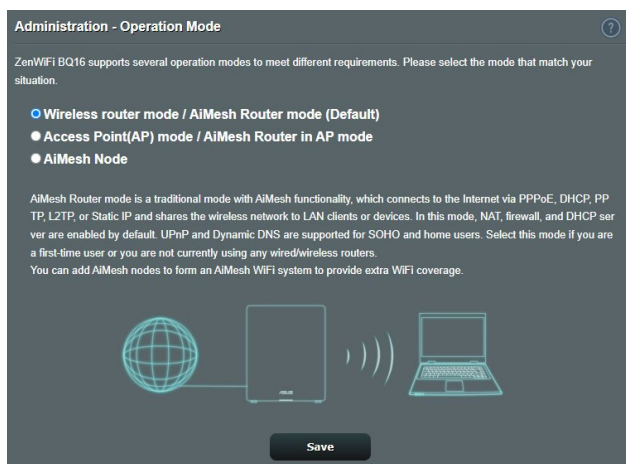 Administration - Operation Mode
?
ZenWiFi BQ16 supports several operation modes to meet different requirements. Please select the mode that match your
situation.
Wireless router mode / AiMesh Router mode (Default)
Access Point(AP) mode / AiMesh Router in AP mode
AiMesh Node
AiMesh Router mode is a traditional mode with AiMesh functionality, which connects to the Internet via PPPoE, DHCP, PP
TP, L2TP, or Static IP and shares the wireless network to LAN clients or devices. In this mode, NAT, firewall, and DHCP ser
ver are enabled by default. UPnP and Dynamic DNS are supported for SOHO and home users. Select this mode if you are
a first-time user or you are not currently using any wired/wireless routers.
You can add AiMesh nodes to form an AiMesh WiFi system to provide extra WiFi coverage.
ASUS
Save